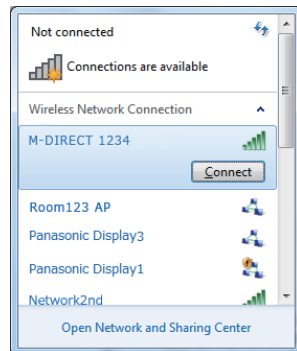 Not connected
Connections are available
Wireless Network Connection
M-DIRECT 1234
Connect
Room123 AP
Panasonic Display3
Panasonic Display1
Network2nd
Open Network and Sharing Center